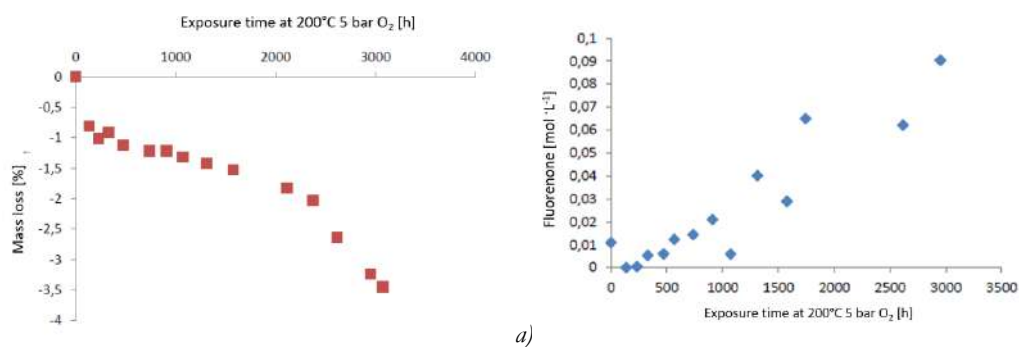 Exposure time at 200°C 5 bar O₂ [h]
0 1000 2000 3000 4000
0
-0,5
-1
-1,5
-2
-2,5
-3
-3,5
-4
Mass loss [%]
0,1
0,09
0,08
0,07
0,06
0,05
0,04
0,03
0,02
0,01
0
Fluorenone [mol·L⁻¹]
0 500 1000 1500 2000 2500 3000 3500
Exposure time at 200°C 5 bar O₂ [h]
a)